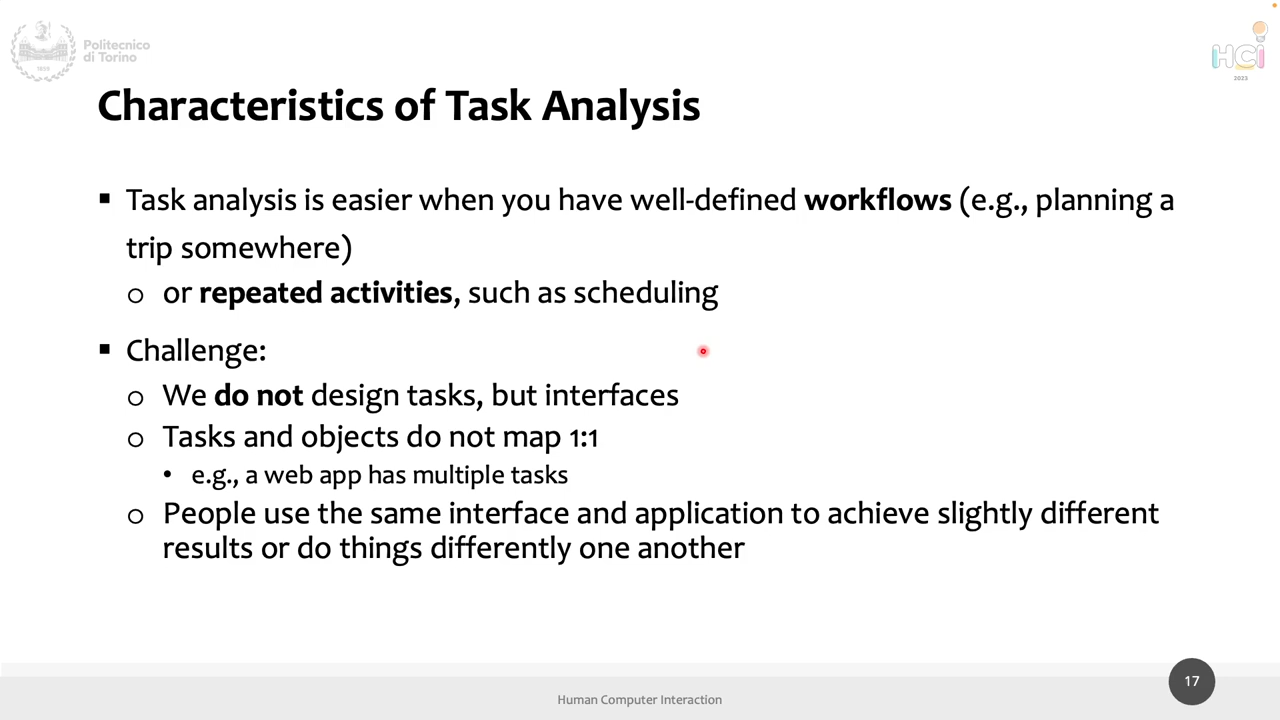 Politecnico
di Torino
1859
HCI
2023
Characteristics of Task Analysis
▪ Task analysis is easier when you have well-defined workflows (e.g., planning a
trip somewhere)
o or repeated activities, such as scheduling
▪ Challenge:
o We do not design tasks, but interfaces
o Tasks and objects do not map 1:1
• e.g., a web app has multiple tasks
o People use the same interface and application to achieve slightly different
results or do things differently one another
Human Computer Interaction
17